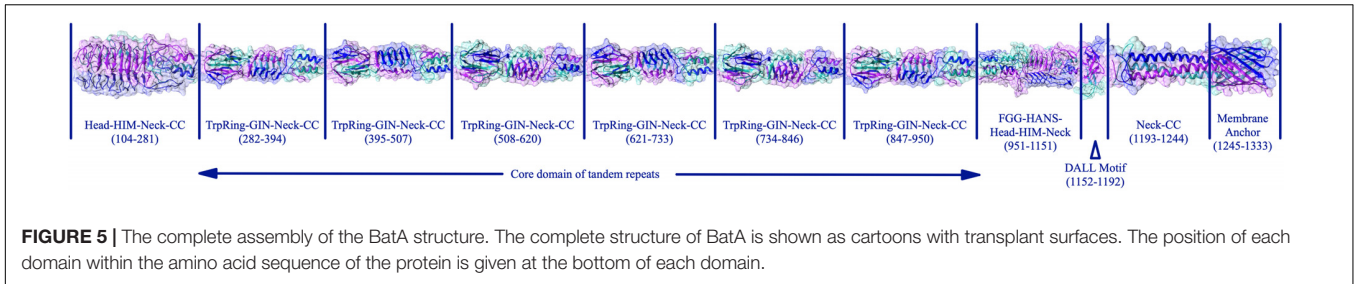 Head-HIM-Neck-CC
(104-281)
TrpRing-GIN-Neck-CC
(282-394)
TrpRing-GIN-Neck-CC
(395-507)
TrpRing-GIN-Neck-CC
(508-620)
TrpRing-GIN-Neck-CC
(621-733)
TrpRing-GIN-Neck-CC
(734-846)
TrpRing-GIN-Neck-CC
(847-950)
FGG-HANS-
Head-HIM-Neck
(951-1151)
DALL Motif
(1152-1192)
Neck-CC
(1193-1244)
Membrane
Anchor
(1245-1333)
Core domain of tandem repeats
FIGURE 5 | The complete assembly of the BatA structure. The complete structure of BatA is shown as cartoons with transplant surfaces. The position of each
domain within the amino acid sequence of the protein is given at the bottom of each domain.